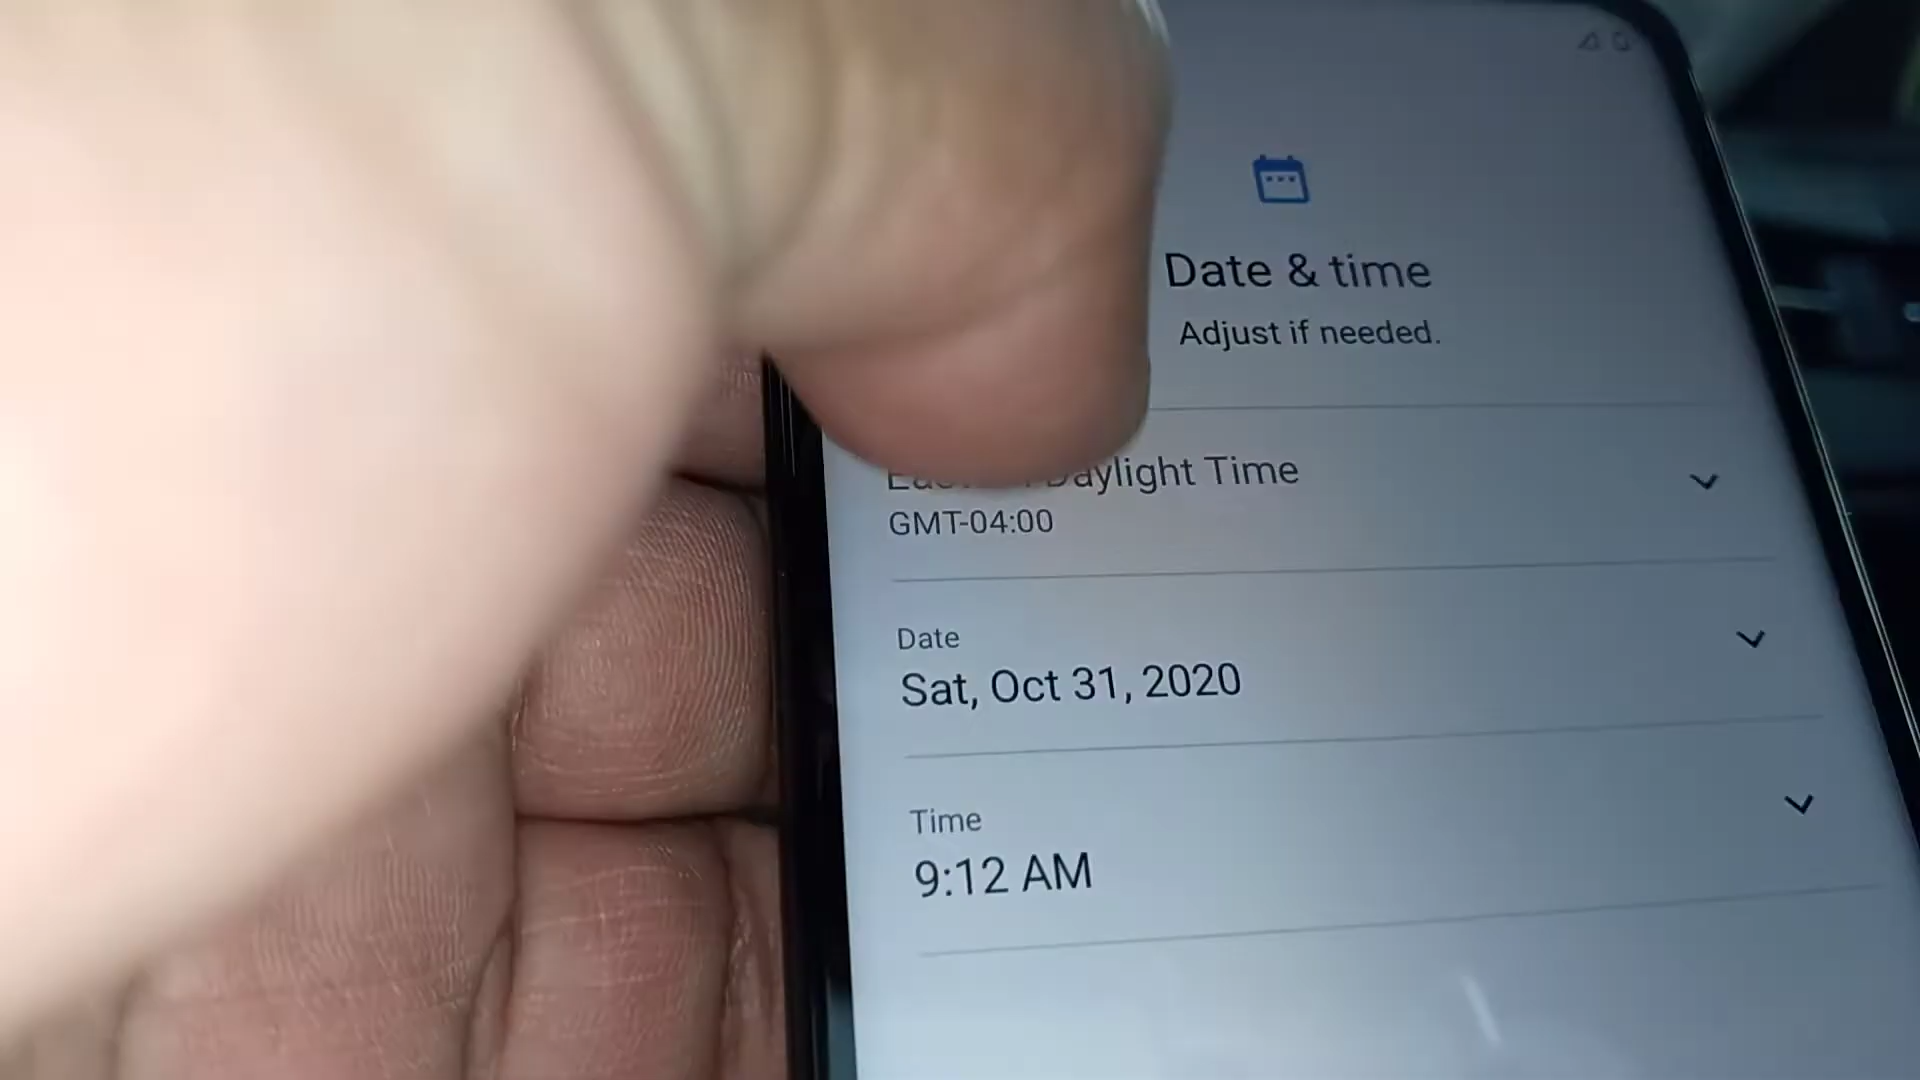 Date & time
Adjust if needed.
Daylight Time
GMT-04:00
Date
Sat, Oct 31, 2020
Time
9:12 AM